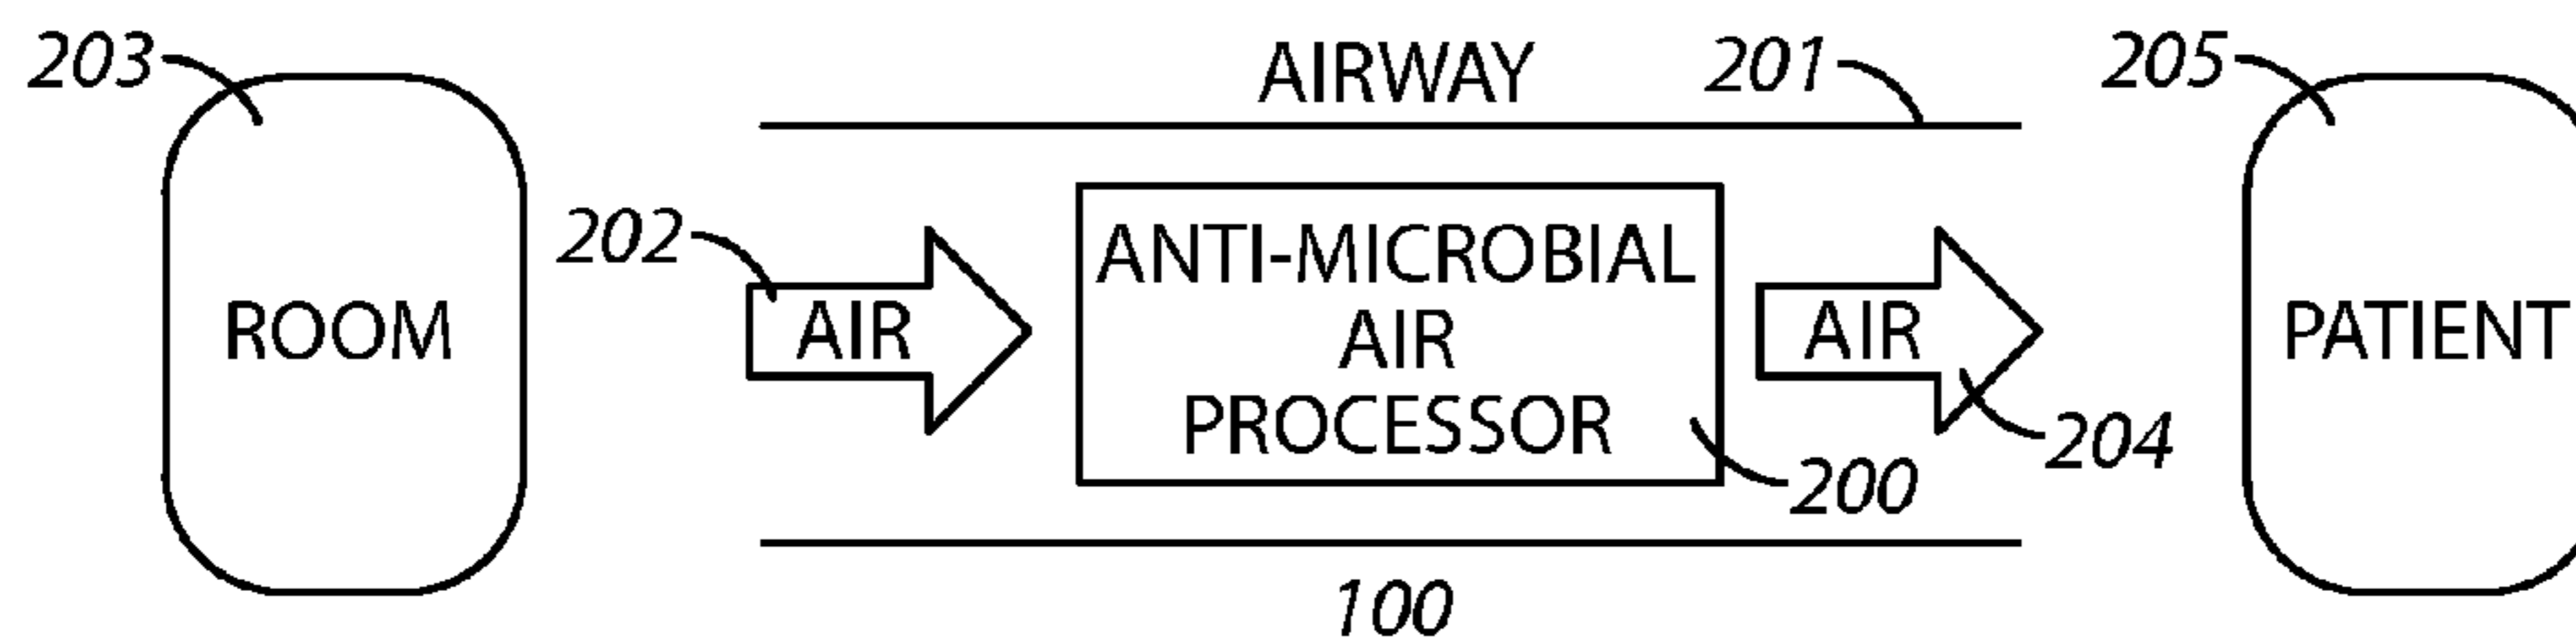 203
AIRWAY
201
205
202
ROOM
AIR
ANTI-MICROBIAL
AIR
PROCESSOR
AIR
PATIENT
204
200
100